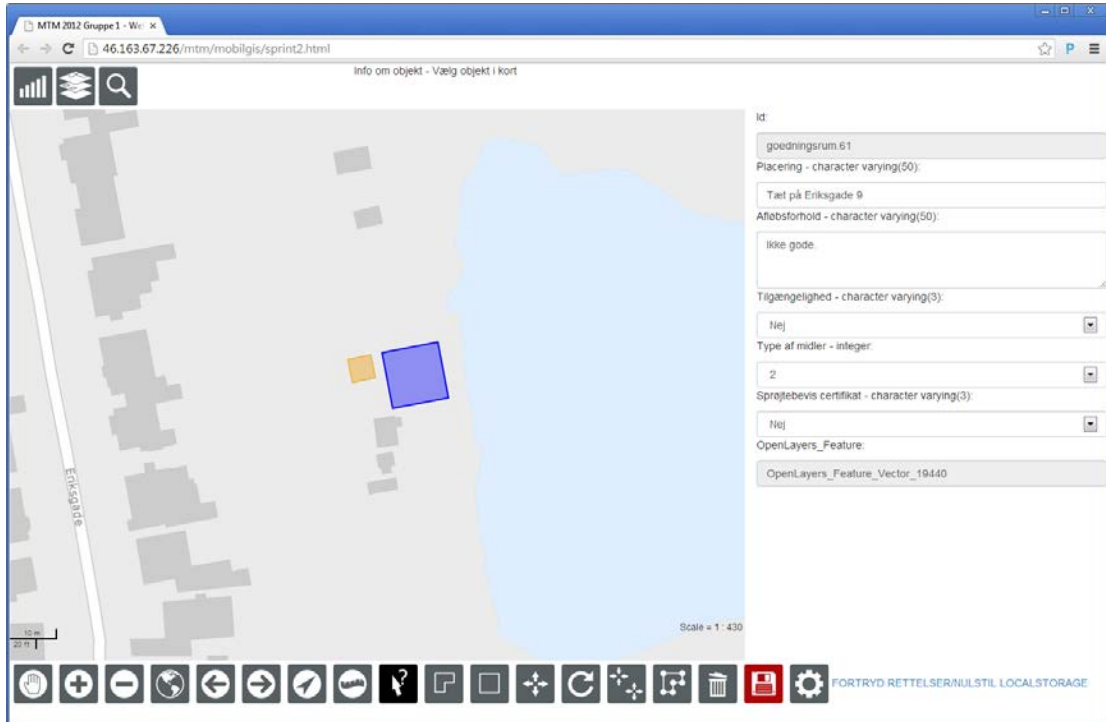 MTM 2012 Gruppe 1 - We
46.163.67.226/mtm/mobilgis/sprint2.html
P
Info om objekt - Vælg objekt i kort
Id:
goedningsrum.61
Placering - character varying(50):
Tæt på Eriksgade 9
Afløbsforhold - character varying(50):
Ikke gode.
Tilgængelighed - character varying(3):
Nej
Type af midler - integer:
2
Sprøjtebevis certifikat - character varying(3):
Nej
OpenLayers_Feature:
OpenLayers_Feature_Vector_19440
Eriksgade
Scale = 1 : 430
10 m
20 ft
FORTRYD RETTELSER/NULSTIL LOCALSTORAGE